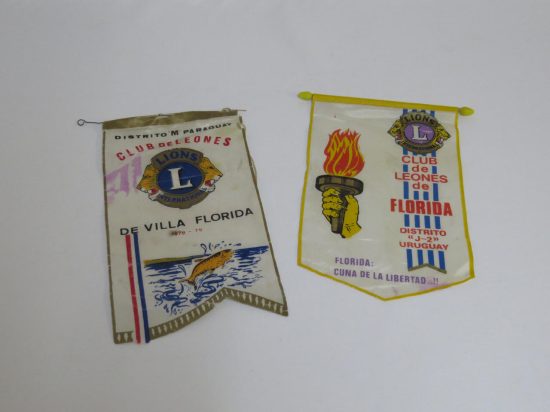 DISTRITO "M" PARAGUAY
CLUB DE LEONES
LIONS
L
INTERNATIONAL
DE VILLA FLORIDA
LIONS
L
INTERNATIONAL
CLUB
de
LEONES
de
FLORIDA
DISTRITO
"J-2"
URUGUAY
FLORIDA:
CUNA DE LA LIBERTAD...!!